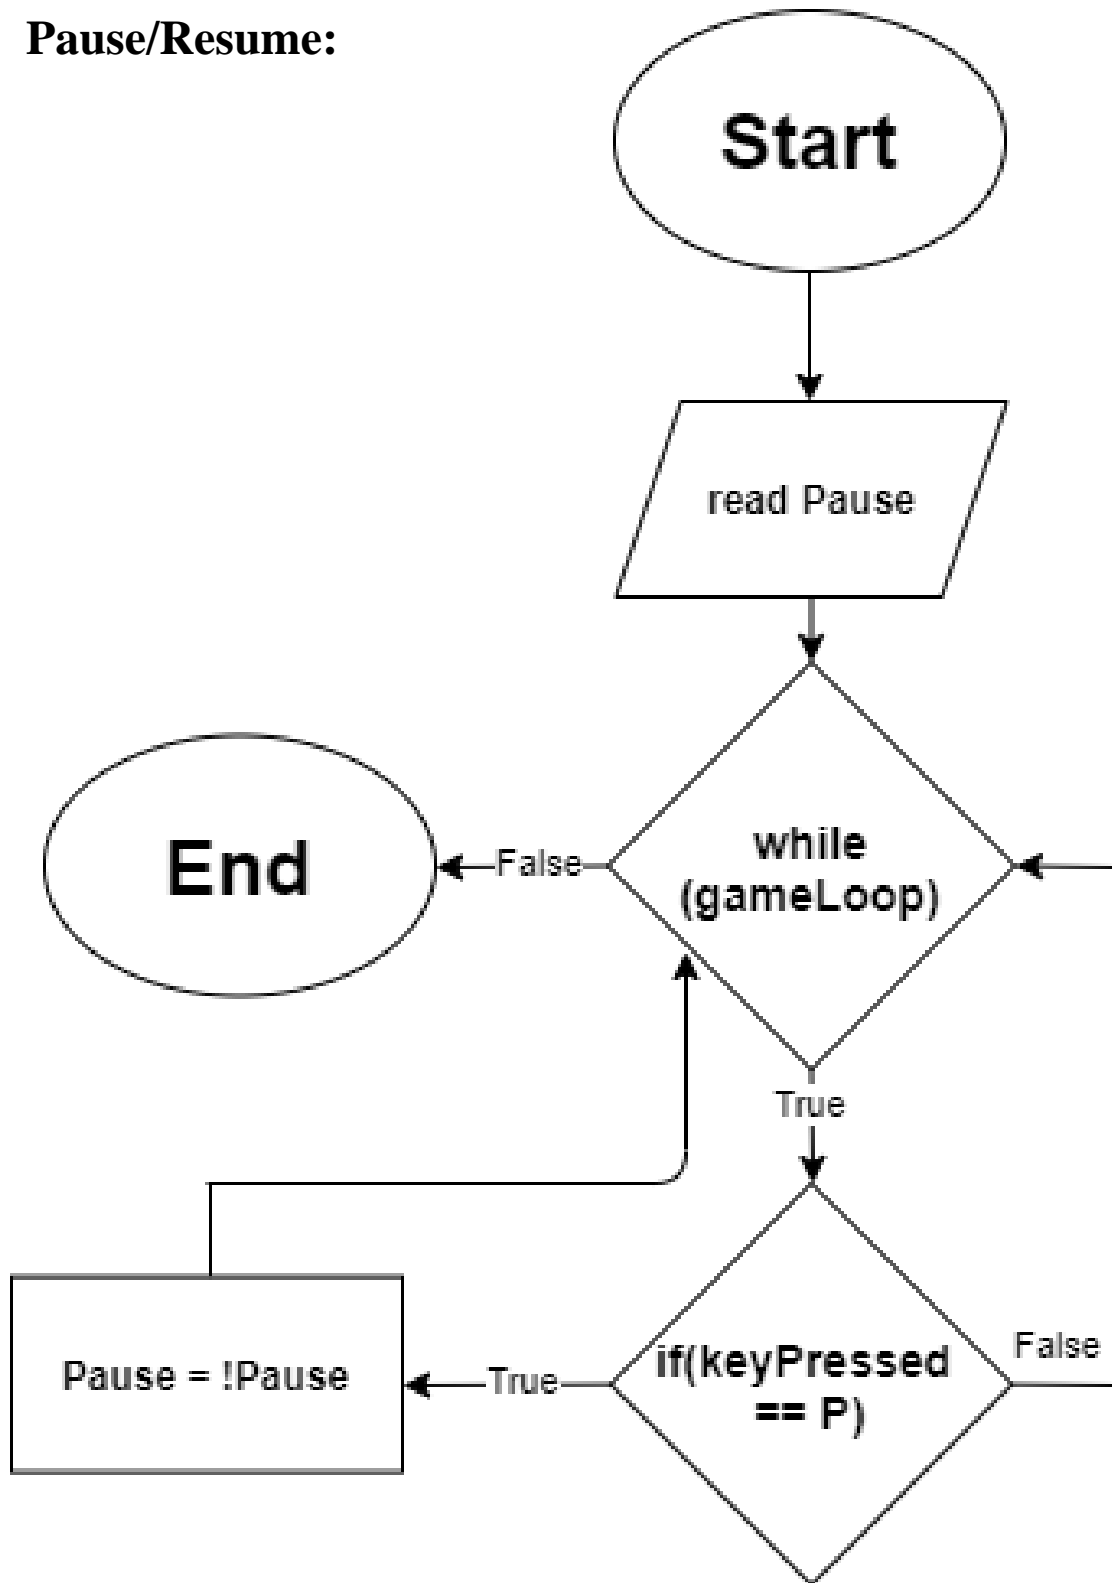 Pause/Resume:
Start
read Pause
while
(gameLoop)
False
End
True
if(keyPressed
== P)
False
True
Pause = !Pause